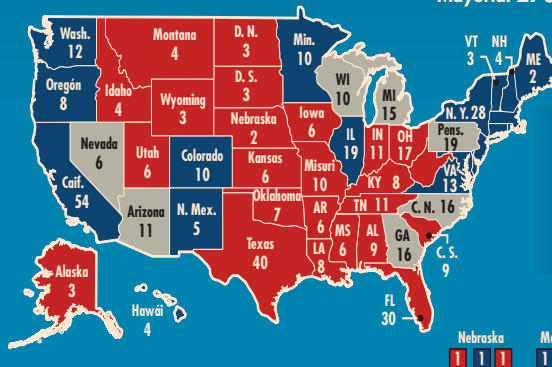 Wash.
12
Oregón
8
Caif.
54
Nevada
6
Idaho
4
Montana
4
Wyoming
3
Utah
6
Arizona
11
Colorado
10
N. Mex.
5
D. N.
3
D. S.
3
Nebraska
2
Kansas
6
Oklahoma
7
Texas
40
Min.
10
Iowa
6
Misuri
10
AR
6
LA
8
WI
10
IL
19
MI
15
IN
11
OH
17
KY 8
TN 11
MS
6
AL
9
GA
16
FL
30
C. S.
9
C. N. 16
VA
13
Pens.
19
N. Y. 28
VT
3
NH
4
ME
2
Alaska
3
Hawái
4
Nebraska
1 1 1
1